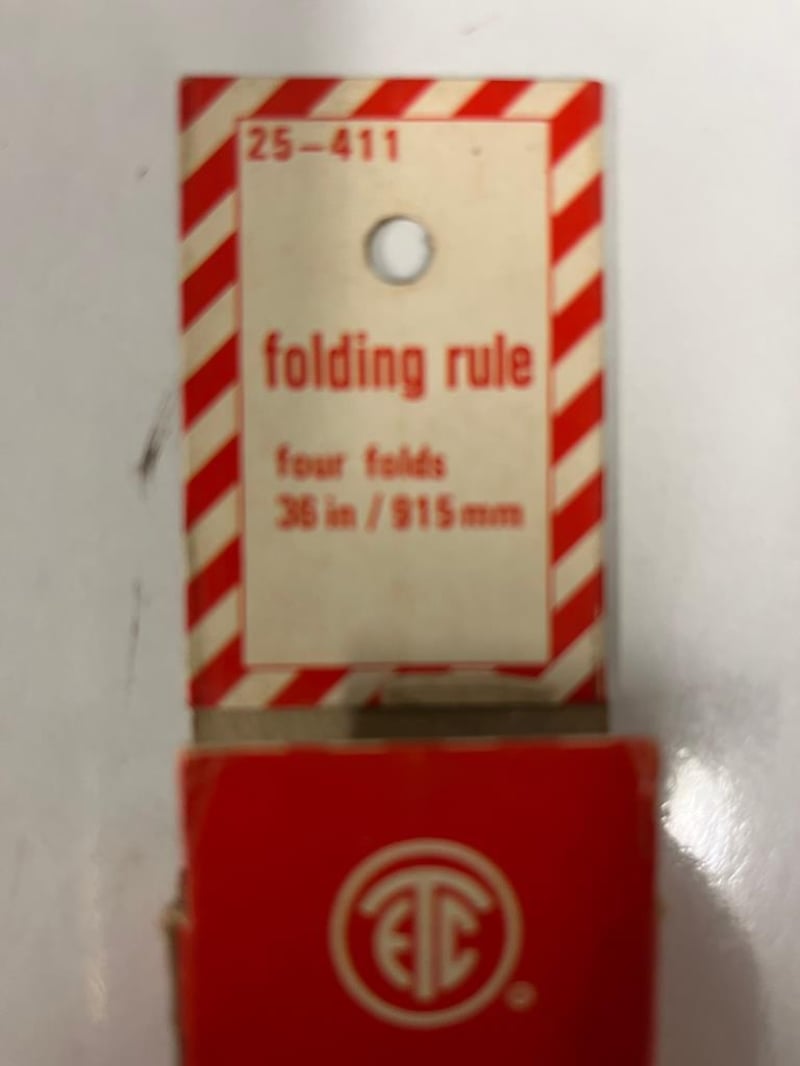 25-411
folding rule
four folds
36 in / 915 mm
ETC